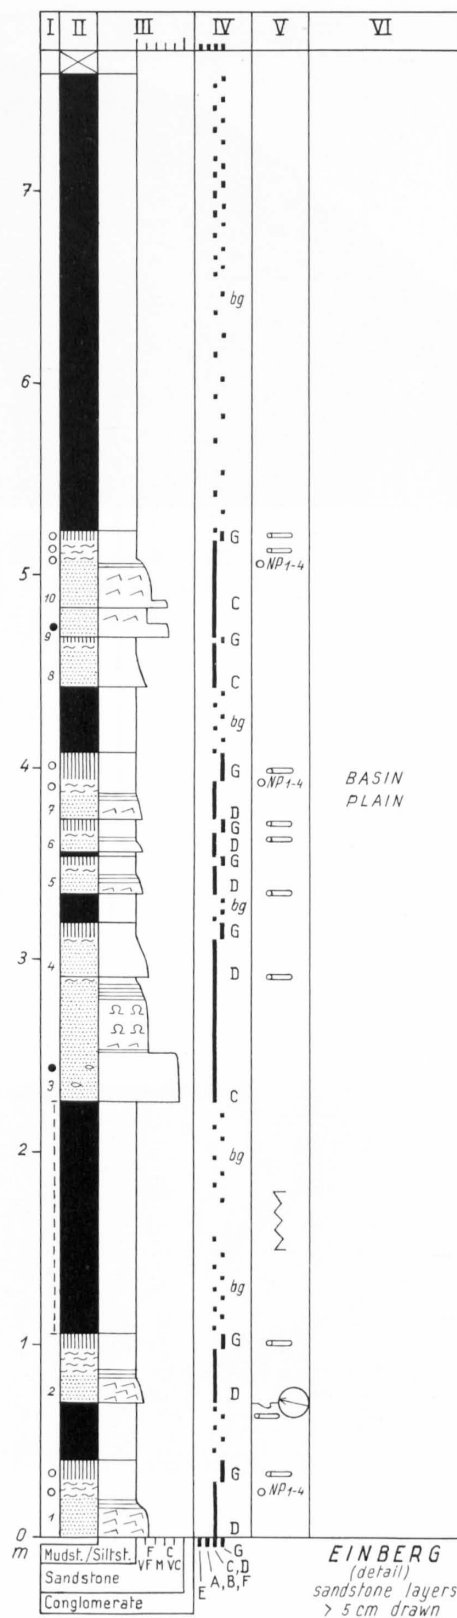 I II III IV V VI
7
bg
6
G
5
10
NP1-4
C
9
G
8
C
bg
4
G
NP1-4
BASIN
PLAIN
7
D
G
6
D
G
5
D
bg
G
3
4
D
3
C
2
bg
bg
1
G
2
D
G
NP1-4
1
D
0
m
Mudst./Siltst.
F C
VF M VC
Sandstone
Conglomerate
G
C, D
A, B, F
E
EINBERG
(detail)
sandstone layers
> 5 cm drawn